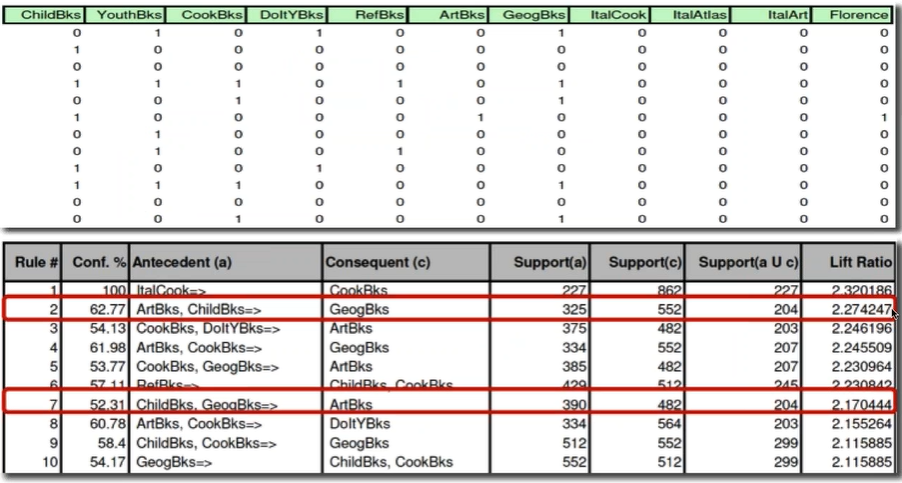 ChildBks YouthBks CookBks DoItYBks RefBks ArtBks GeogBks ItalCook ItalAtlas ItalArt Florence
0 1 0 1 0 0 1 0 0 0 0
1 0 0 0 0 0 0 0 0 0 0
0 0 0 0 0 0 0 0 0 0 0
1 1 1 0 1 0 1 0 0 0 0
0 0 1 0 0 0 1 0 0 0 0
1 0 0 0 0 1 0 0 0 0 1
0 1 0 0 0 0 0 0 0 0 0
0 1 0 0 1 0 0 0 0 0 0
1 0 0 1 0 0 0 0 0 0 0
1 1 1 0 0 0 1 0 0 0 0
0 0 0 0 0 0 0 0 0 0 0
0 0 1 0 0 0 1 0 0 0 0
Rule # Conf. % Antecedent (a) Consequent (c) Support(a) Support(c) Support(a U c) Lift Ratio
1 100 ItalCook=> CookBks 227 862 227 2.320186
2 62.77 ArtBks, ChildBks=> GeogBks 325 552 204 2.274247
3 54.13 CookBks, DoItYBks=> ArtBks 375 482 203 2.246196
4 61.98 ArtBks, CookBks=> GeogBks 334 552 207 2.245509
5 53.77 CookBks, GeogBks=> ArtBks 385 482 207 2.230964
6 57.11 RefBks=> ChildBks, CookBks 429 512 245 2.230842
7 52.31 ChildBks, GeogBks=> ArtBks 390 482 204 2.170444
8 60.78 ArtBks, CookBks=> DoItYBks 334 564 203 2.155264
9 58.4 ChildBks, CookBks=> GeogBks 512 552 299 2.115885
10 54.17 GeogBks=> ChildBks, CookBks 552 512 299 2.115885